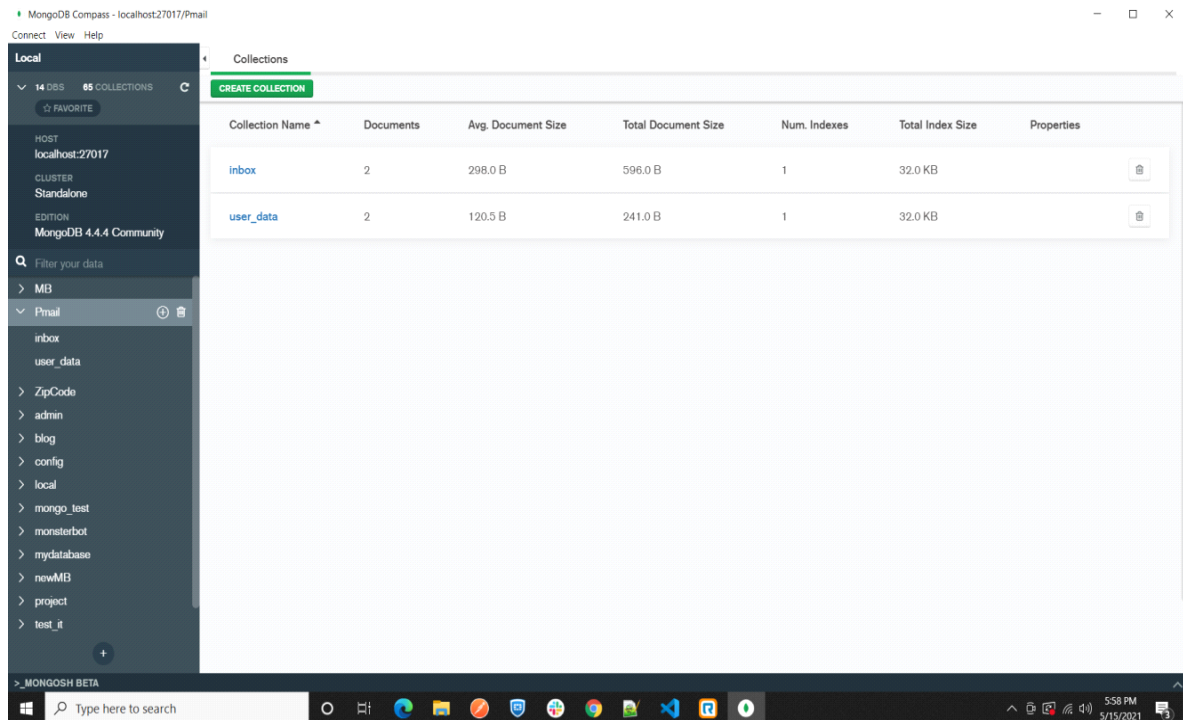 MongoDB Compass - localhost:27017/Pmail
Connect View Help
Local
14 DBS 65 COLLECTIONS
FAVORITE
HOST
localhost:27017
CLUSTER
Standalone
EDITION
MongoDB 4.4.4 Community
Filter your data
MB
Pmail
inbox
user_data
ZipCode
admin
blog
config
local
mongo_test
monsterbot
mydatabase
newMB
project
test_it
>_MONGOSH BETA
Collections
CREATE COLLECTION
Collection Name Documents Avg. Document Size Total Document Size Num. Indexes Total Index Size Properties
inbox 2 298.0 B 596.0 B 1 32.0 KB
user_data 2 120.5 B 241.0 B 1 32.0 KB
Type here to search
5:58 PM
5/15/2021
3